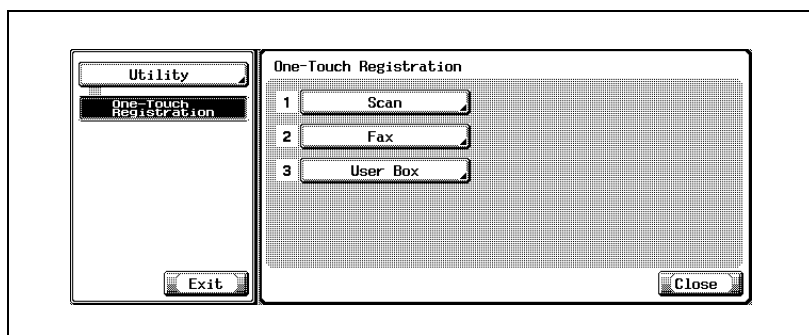 Utility
One-Touch
Registration
Exit
One-Touch Registration
1 Scan
2 Fax
3 User Box
Close